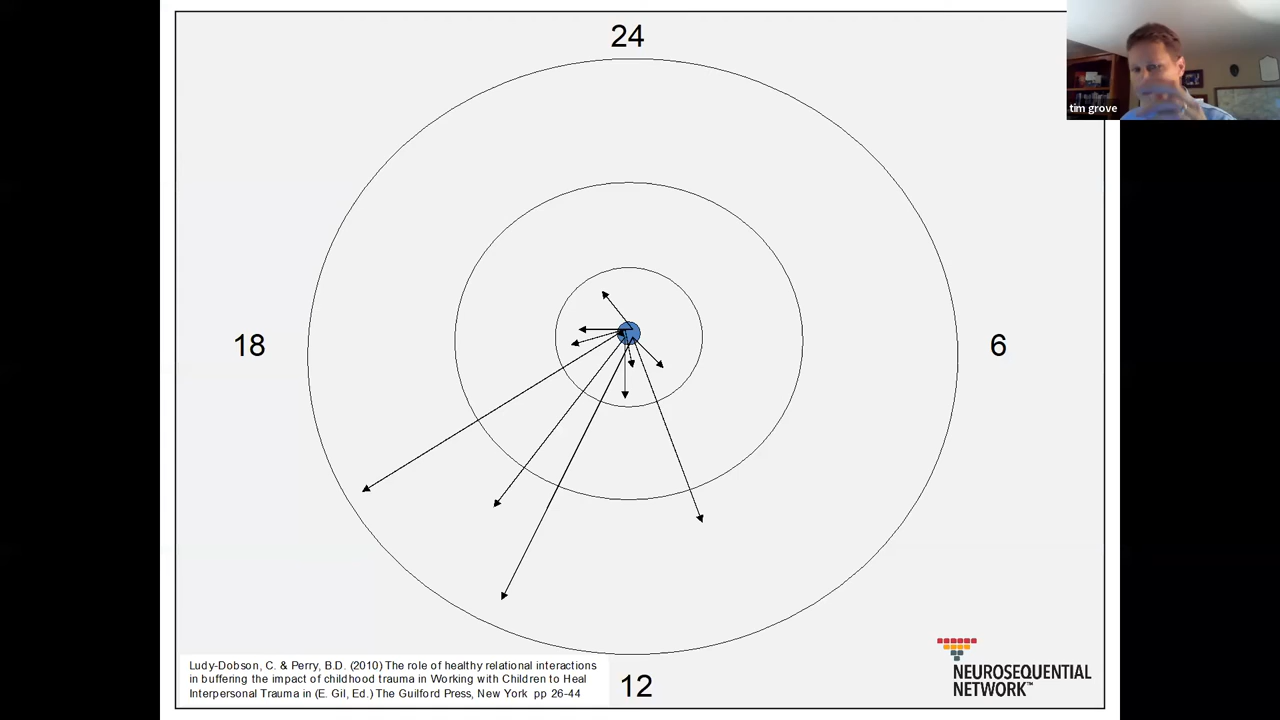 24
tim grove
18
6
Ludy-Dobson, C. & Perry, B.D. (2010) The role of healthy relational interactions
in buffering the impact of childhood trauma in Working with Children to Heal
Interpersonal Trauma in (E. Gil, Ed.) The Guilford Press, New York pp 26-44
12
NEUROSEQUENTIAL
NETWORK™